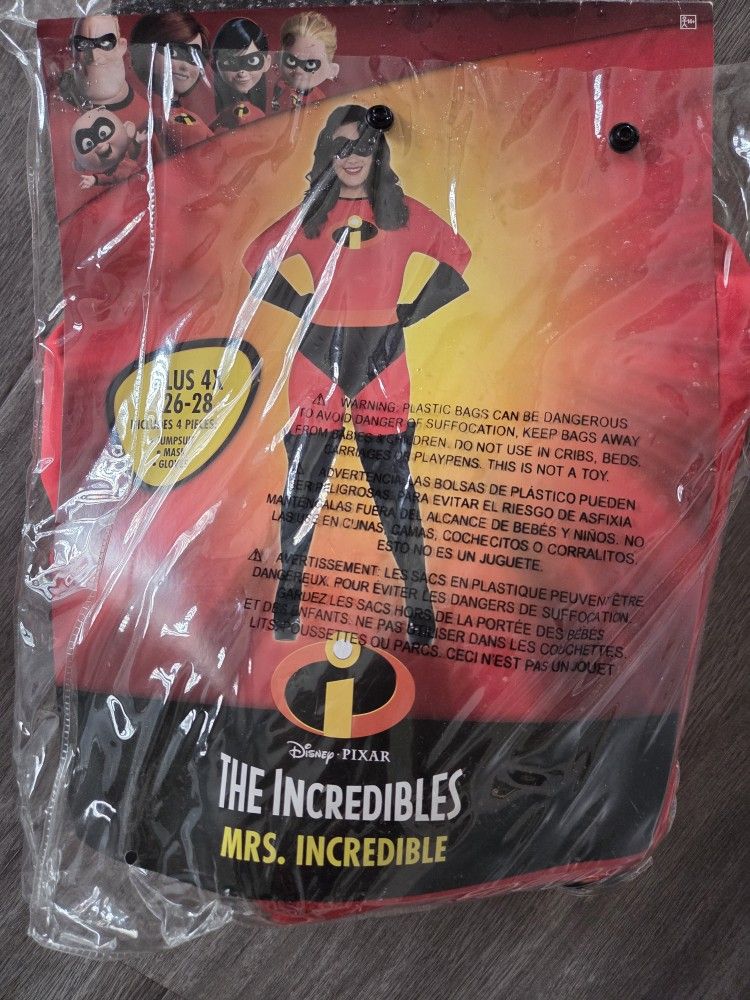 14+
LUS 4X
26-28
INCLUDES 4 PIECES:
UMPSUI
• MASK
• GLOVES
⚠ WARNING: PLASTIC BAGS CAN BE DANGEROUS
TO AVOID DANGER OF SUFFOCATION, KEEP BAGS AWAY
FROM BABIES & CHILDREN. DO NOT USE IN CRIBS, BEDS,
CARRIAGES OR PLAYPENS. THIS IS NOT A TOY.
⚠ ADVERTENCIA: LAS BOLSAS DE PLÁSTICO PUEDEN
SER PELIGROSAS. PARA EVITAR EL RIESGO DE ASFIXIA
MANTÉNGALAS FUERA DEL ALCANCE DE BEBÉS Y NIÑOS. NO
LAS USE EN CUNAS, CAMAS, COCHECITOS O CORRALITOS.
ESTO NO ES UN JUGUETE.
⚠ AVERTISSEMENT: LES SACS EN PLASTIQUE PEUVENT ÊTRE
DANGEREUX. POUR ÉVITER LES DANGERS DE SUFFOCATION,
GARDEZ LES SACS HORS DE LA PORTÉE DES BÉBÉS
ET DES ENFANTS. NE PAS UTILISER DANS LES COUCHETTES,
LITS, POUSSETTES OU PARCS. CECI N'EST PAS UN JOUET
Disney · PIXAR
THE INCREDIBLES
MRS. INCREDIBLE